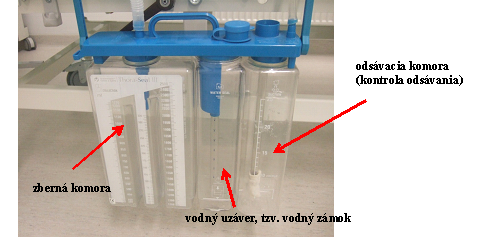 odsávacia komora
(kontrola odsávania)
zberná komora
vodný uzáver, tzv. vodný zámok